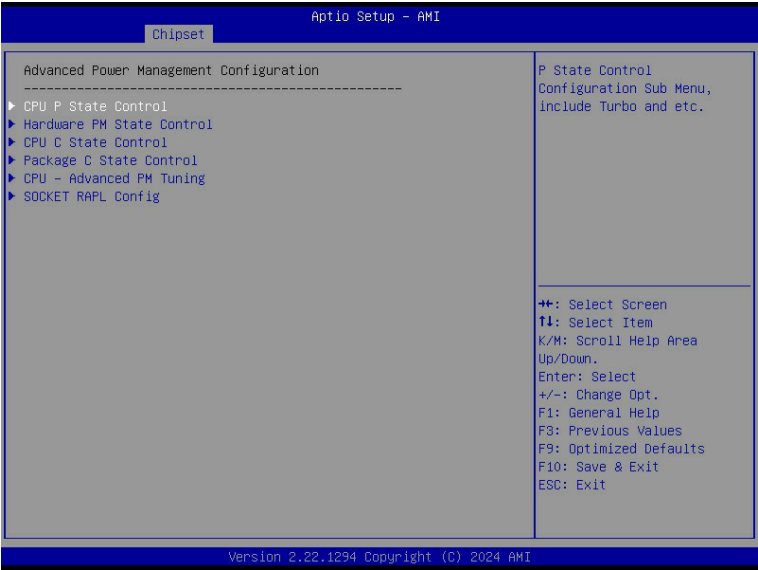 Aptio Setup - AMI
Chipset
Advanced Power Management Configuration
--------------------------------------------------
CPU P State Control
Hardware PM State Control
CPU C State Control
Package C State Control
CPU - Advanced PM Tuning
SOCKET RAPL Config
P State Control
Configuration Sub Menu,
include Turbo and etc.
→←: Select Screen
↑↓: Select Item
K/M: Scroll Help Area
Up/Down.
Enter: Select
+/-: Change Opt.
F1: General Help
F3: Previous Values
F9: Optimized Defaults
F10: Save & Exit
ESC: Exit
Version 2.22.1294 Copyright (C) 2024 AMI